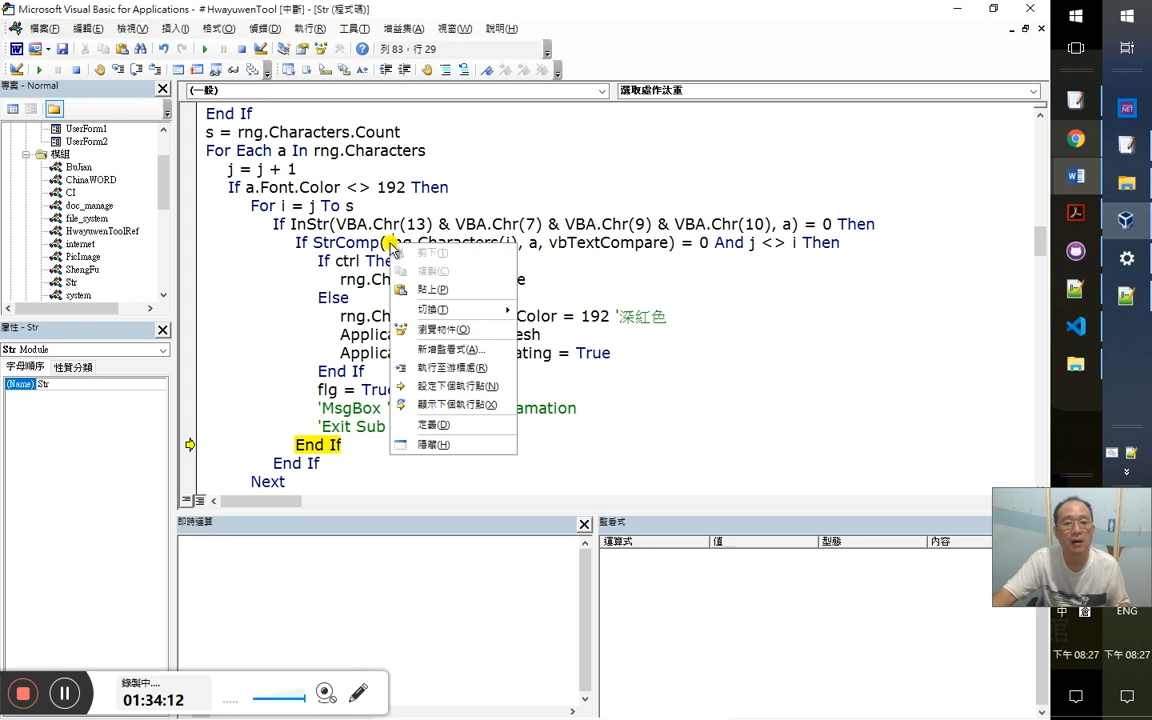 Microsoft Visual Basic for Applications - #HwayuwenTool [中斷] - [Str (程式碼)]
檔案(F) 編輯(E) 檢視(V) 插入(I) 格式(O) 偵錯(D) 執行(R) 工具(T) 增益集(A) 視窗(W) 說明(H)
列 83，行 29
專案 - Normal
(一般)
選取處作汰重
UserForm1
UserForm2
模組
BuJian
ChinaWORD
CI
doc_manage
file_system
HwayuwenToolRef
internet
PicImage
ShengFu
Str
system
屬性 - Str
Str Module
字母順序 性質分類
(Name) Str
End If
s = rng.Characters.Count
For Each a In rng.Characters
j = j + 1
If a.Font.Color <> 192 Then
For i = j To s
If InStr(VBA.Chr(13) & VBA.Chr(7) & VBA.Chr(9) & VBA.Chr(10), a) = 0 Then
If StrComp(rng.Characters(i), a, vbTextCompare) = 0 And j <> i Then
If ctrl The
rng.Ch e
Else
rng.Ch Color = 192 '深紅色
Applic esh
Applic ating = True
End If
flg = True
'MsgBox " amation
'Exit Sub
End If
End If
Next
剪下(T)
複製(C)
貼上(P)
切換(T)
瀏覽物件(O)
新增監看式(A)...
執行至游標處(R)
設定下個執行點(N)
顯示下個執行點(X)
定義(D)
隱藏(H)
即時運算
監看式
運算式 值 型態 內容
錄製中....
01:34:12
中 ENG
下午 08:27 下午 08:27